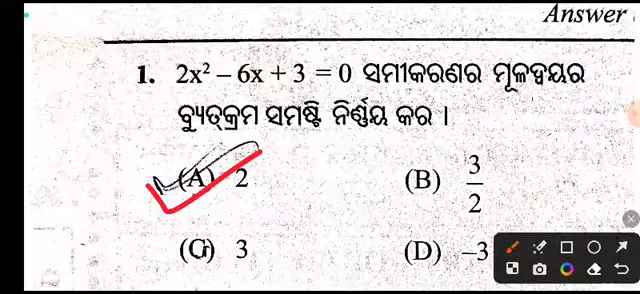 Answer
1. 2x² – 6x + 3 = 0 ସମୀକରଣର ମୂଳଦ୍ୱୟର
ବ୍ୟୁତ୍କ୍ରମ ସମଷ୍ଟି ନିର୍ଣ୍ଣୟ କର ।
(A) 2 (B) 3/2
(C) 3 (D) –3